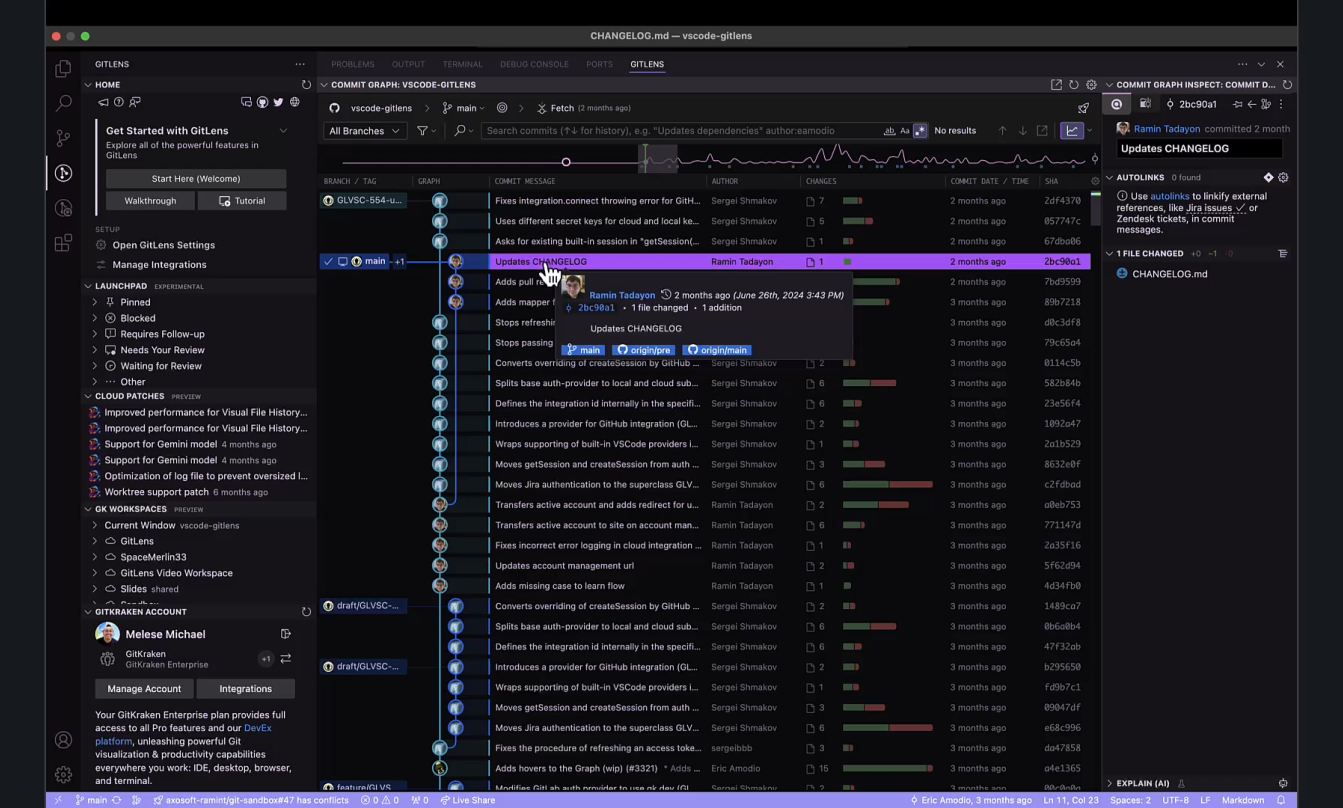 CHANGELOG.md — vscode-gitlens
GITLENS
HOME
Get Started with GitLens
Explore all of the powerful features in
GitLens
Start Here (Welcome)
Walkthrough
Tutorial
SETUP
Open GitLens Settings
Manage Integrations
LAUNCHPAD EXPERIMENTAL
Pinned
Blocked
Requires Follow-up
Needs Your Review
Waiting for Review
Other
CLOUD PATCHES PREVIEW
Improved performance for Visual File History...
Improved performance for Visual File History...
Support for Gemini model 4 months ago
Support for Gemini model 4 months ago
Optimization of log file to prevent oversized l...
Worktree support patch 6 months ago
GK WORKSPACES PREVIEW
Current Window vscode-gitlens
GitLens
SpaceMerlin33
GitLens Video Workspace
Slides shared
GITKRAKEN ACCOUNT
Melese Michael
GitKraken
GitKraken Enterprise
+1
Manage Account
Integrations
Your GitKraken Enterprise plan provides full
access to all Pro features and our DevEx
platform, unleashing powerful Git
visualization & productivity capabilities
everywhere you work: IDE, desktop, browser,
and terminal.
PROBLEMS OUTPUT TERMINAL DEBUG CONSOLE PORTS GITLENS
COMMIT GRAPH: VSCODE-GITLENS
vscode-gitlens > main > Fetch (2 months ago)
All Branches
Search commits (↑↓ for history), e.g. "Updates dependencies" author:eamodio
ab Aa .* No results
BRANCH / TAG GRAPH COMMIT MESSAGE AUTHOR CHANGES COMMIT DATE / TIME SHA
GLVSC-554-u... Fixes integration.connect throwing error for GitH... Sergei Shmakov 7 2 months ago 2df4370
Uses different secret keys for cloud and local ke... Sergei Shmakov 5 2 months ago 057747c
Asks for existing built-in session in "getSession(... Sergei Shmakov 1 2 months ago 67dba06
main +1 Updates CHANGELOG Ramin Tadayon 1 2 months ago 2bc90a1
Adds pull re 2 months ago 7bd9599
Adds mapper f 2 months ago 89b7218
Stops refreshin 3 months ago d0c3df8
Stops passing 3 months ago 79c65a4
Ramin Tadayon 2 months ago (June 26th, 2024 3:43 PM)
2bc90a1 • 1 file changed • 1 addition
Updates CHANGELOG
main origin/pre origin/main
Converts overriding of createSession by GitHub ... Sergei Shmakov 2 3 months ago 0114c5b
Splits base auth-provider to local and cloud sub... Sergei Shmakov 6 3 months ago 582b84b
Defines the integration id internally in the specifi... Sergei Shmakov 6 3 months ago 23e56f4
Introduces a provider for GitHub integration (GL... Sergei Shmakov 2 3 months ago 1092a47
Wraps supporting of built-in VSCode providers i... Sergei Shmakov 1 3 months ago 2a1b529
Moves getSession and createSession from auth ... Sergei Shmakov 3 3 months ago 8632e0f
Moves Jira authentication to the superclass GLV... Sergei Shmakov 6 3 months ago c2fdbad
Transfers active account and adds redirect for u... Ramin Tadayon 2 3 months ago a0eb753
Transfers active account to site on account man... Ramin Tadayon 6 3 months ago 771147d
Fixes incorrect error logging in cloud integration ... Ramin Tadayon 1 3 months ago 2a35f16
Updates account management url Ramin Tadayon 2 3 months ago 5f62d94
Adds missing case to learn flow Ramin Tadayon 1 3 months ago 4d34fb0
draft/GLVSC-... Converts overriding of createSession by GitHub ... Sergei Shmakov 2 3 months ago 1489ca7
Splits base auth-provider to local and cloud sub... Sergei Shmakov 6 3 months ago 0b6a0b4
Defines the integration id internally in the specifi... Sergei Shmakov 6 3 months ago 47f32ab
draft/GLVSC-... Introduces a provider for GitHub integration (GL... Sergei Shmakov 2 3 months ago b295650
Wraps supporting of built-in VSCode providers i... Sergei Shmakov 1 3 months ago fd9b7c1
Moves getSession and createSession from auth ... Sergei Shmakov 3 3 months ago 09047df
Moves Jira authentication to the superclass GLV... Sergei Shmakov 6 3 months ago e68c996
Fixes the procedure of refreshing an access toke... sergeibbb 3 3 months ago da47858
Adds hovers to the Graph (wip) (#3321) * Adds ... Eric Amodio 15 3 months ago a4e1365
COMMIT GRAPH INSPECT: COMMIT D...
2bc90a1
Ramin Tadayon committed 2 month
Updates CHANGELOG
AUTOLINKS 0 found
Use autolinks to linkify external
references, like Jira issues ✓ or
Zendesk tickets, in commit
messages.
1 FILE CHANGED +0 ~1 -0
CHANGELOG.md
EXPLAIN (AI)
main axosoft-ramint/git-sandbox#47 has conflicts 0 0 0 Live Share
Eric Amodio, 3 months ago Ln 11, Col 23 Spaces: 2 UTF-8 LF Markdown